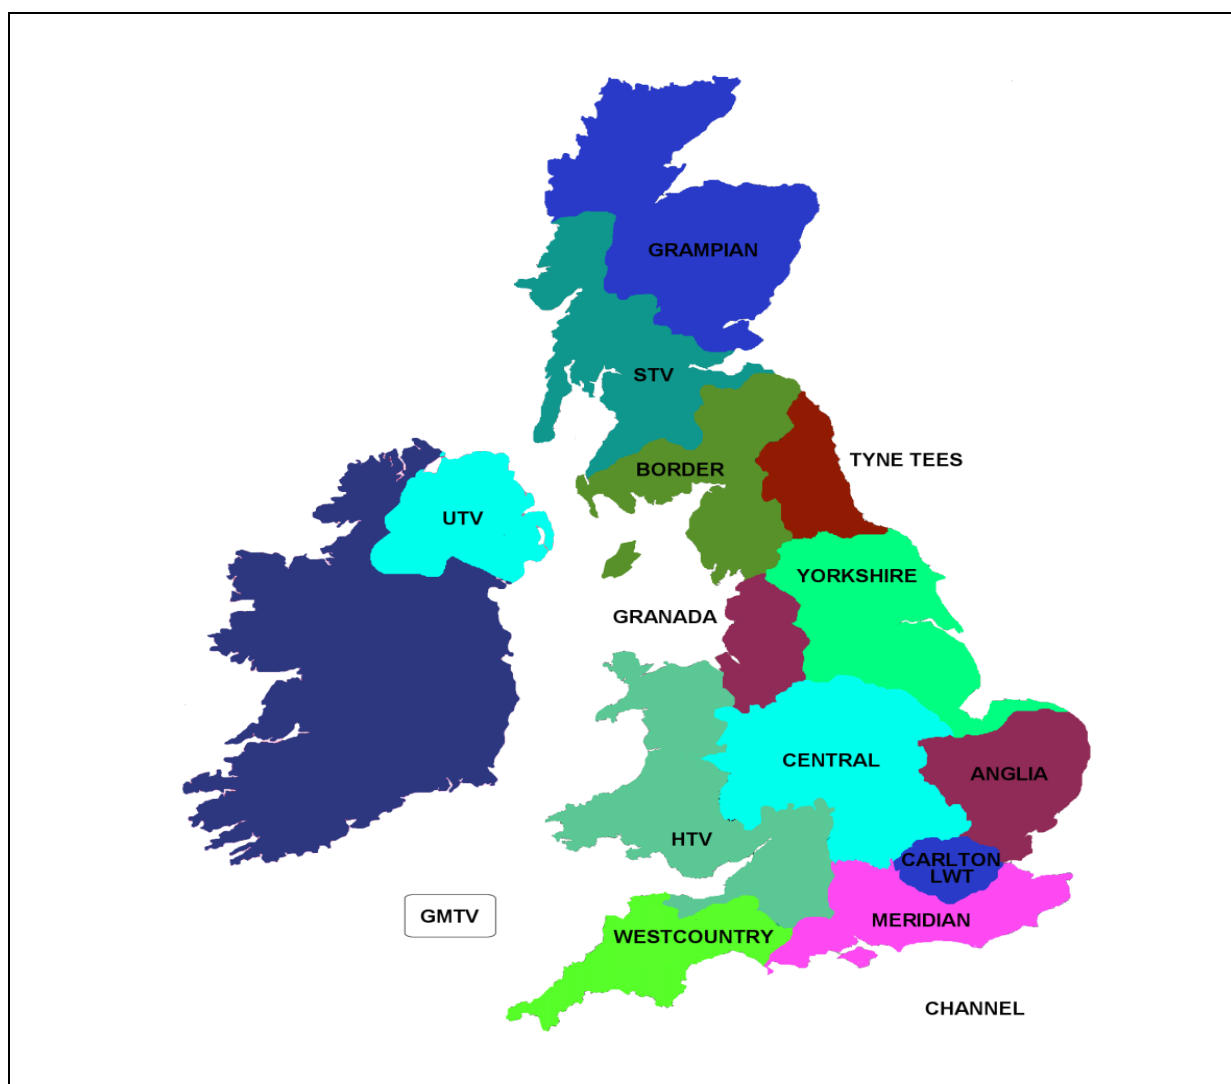 GRAMPIAN
STV
TYNE TEES
BORDER
UTV
YORKSHIRE
GRANADA
CENTRAL
ANGLIA
HTV
CARLTON
LWT
GMTV
MERIDIAN
WESTCOUNTRY
CHANNEL